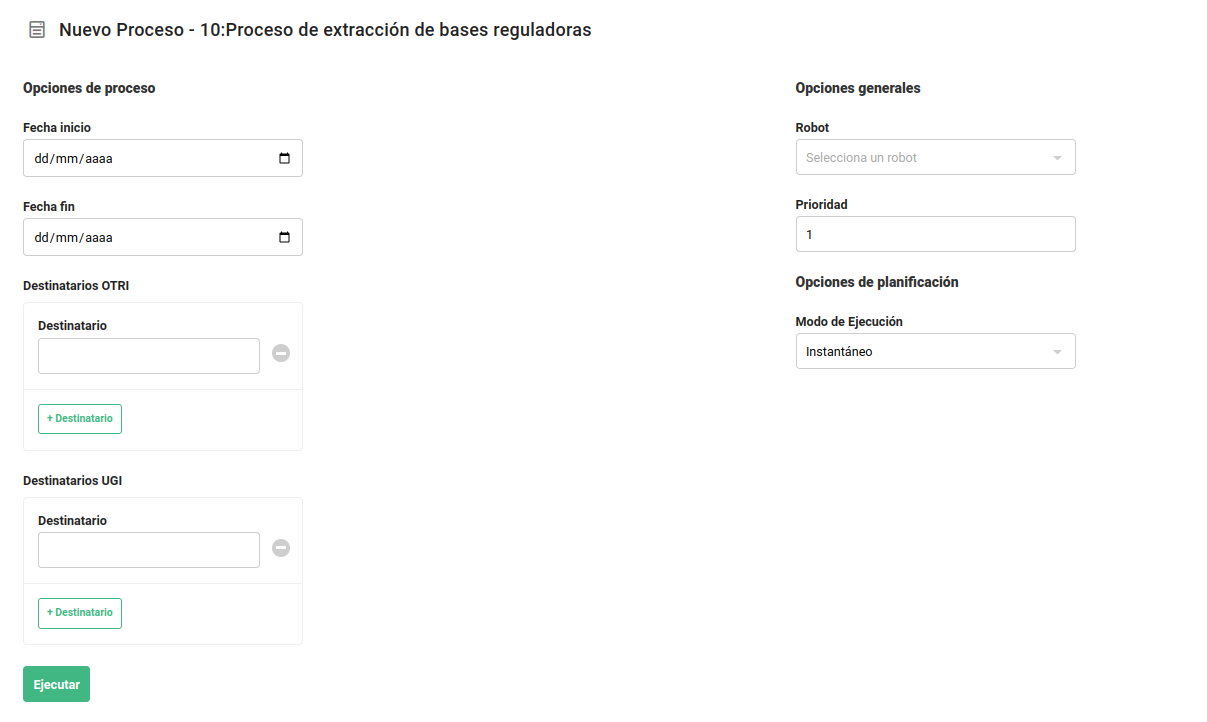 Nuevo Proceso - 10:Proceso de extracción de bases reguladoras
Opciones de proceso
Fecha inicio
dd/mm/aaaa
Fecha fin
dd/mm/aaaa
Destinatarios OTRI
Destinatario
+ Destinatario
Destinatarios UGI
Destinatario
+ Destinatario
Ejecutar
Opciones generales
Robot
Selecciona un robot
Prioridad
1
Opciones de planificación
Modo de Ejecución
Instantáneo